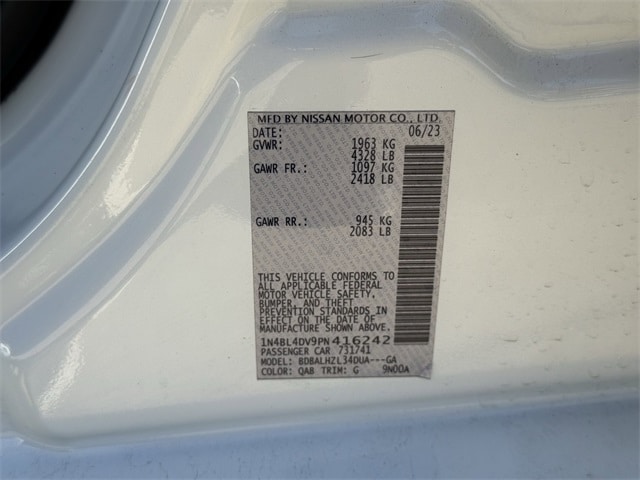 MFD BY NISSAN MOTOR CO., LTD.
DATE: 06/23
GVWR: 1963 KG
4328 LB
GAWR FR.: 1097 KG
2418 LB
GAWR RR.: 945 KG
2083 LB
THIS VEHICLE CONFORMS TO
ALL APPLICABLE FEDERAL
MOTOR VEHICLE SAFETY,
BUMPER, AND THEFT
PREVENTION STANDARDS IN
EFFECT ON THE DATE OF
MANUFACTURE SHOWN ABOVE.
1N4BL4DV9PN416242
PASSENGER CAR 731741
MODEL: BDBALHZL34DUA---GA
COLOR: QAB TRIM: G 9N00A